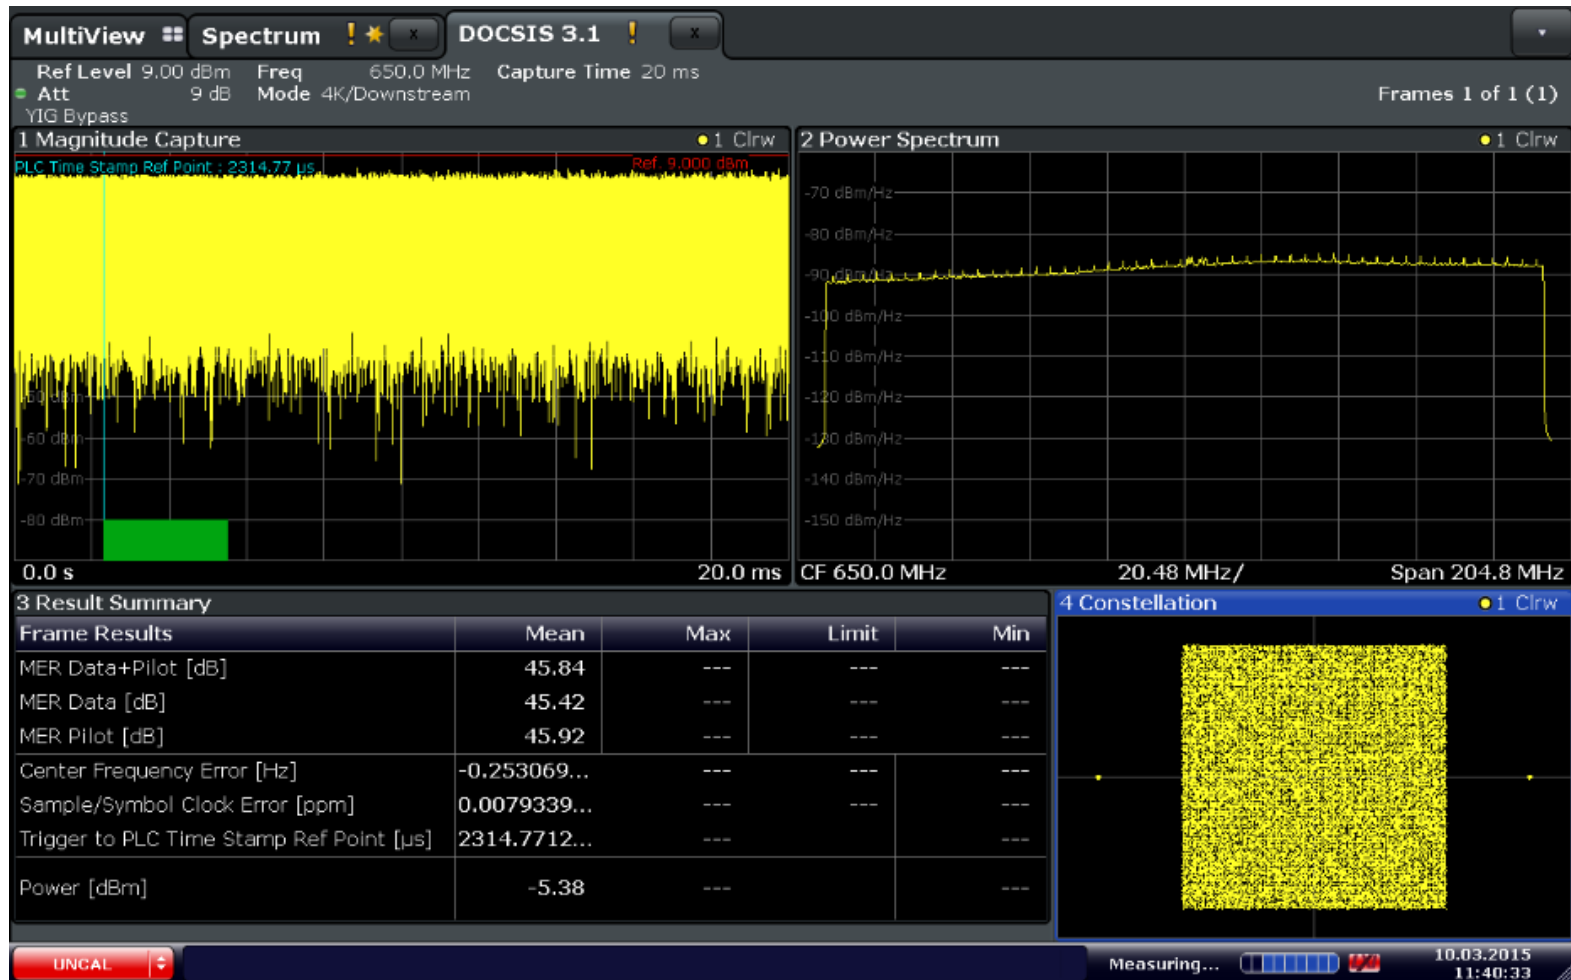 MultiView Spectrum ! x DOCSIS 3.1 ! x
Ref Level 9.00 dBm Freq 650.0 MHz Capture Time 20 ms
Att 9 dB Mode 4K/Downstream Frames 1 of 1 (1)
YIG Bypass
1 Magnitude Capture 1 Clrw
PLC Time Stamp Ref Point : 2314.77 µs
Ref. 9.000 dBm
-50 dBm
-60 dBm
-70 dBm
-80 dBm
0.0 s 20.0 ms
2 Power Spectrum 1 Clrw
-70 dBm/Hz
-80 dBm/Hz
-90 dBm/Hz
-100 dBm/Hz
-110 dBm/Hz
-120 dBm/Hz
-130 dBm/Hz
-140 dBm/Hz
-150 dBm/Hz
CF 650.0 MHz 20.48 MHz/ Span 204.8 MHz
3 Result Summary
Frame Results Mean Max Limit Min
MER Data+Pilot [dB] 45.84 --- --- ---
MER Data [dB] 45.42 --- --- ---
MER Pilot [dB] 45.92 --- --- ---
Center Frequency Error [Hz] -0.253069... --- --- ---
Sample/Symbol Clock Error [ppm] 0.0079339... --- --- ---
Trigger to PLC Time Stamp Ref Point [µs] 2314.7712... --- ---
Power [dBm] -5.38 --- ---
4 Constellation 1 Clrw
UNCAL Measuring... 10.03.2015
11:40:33